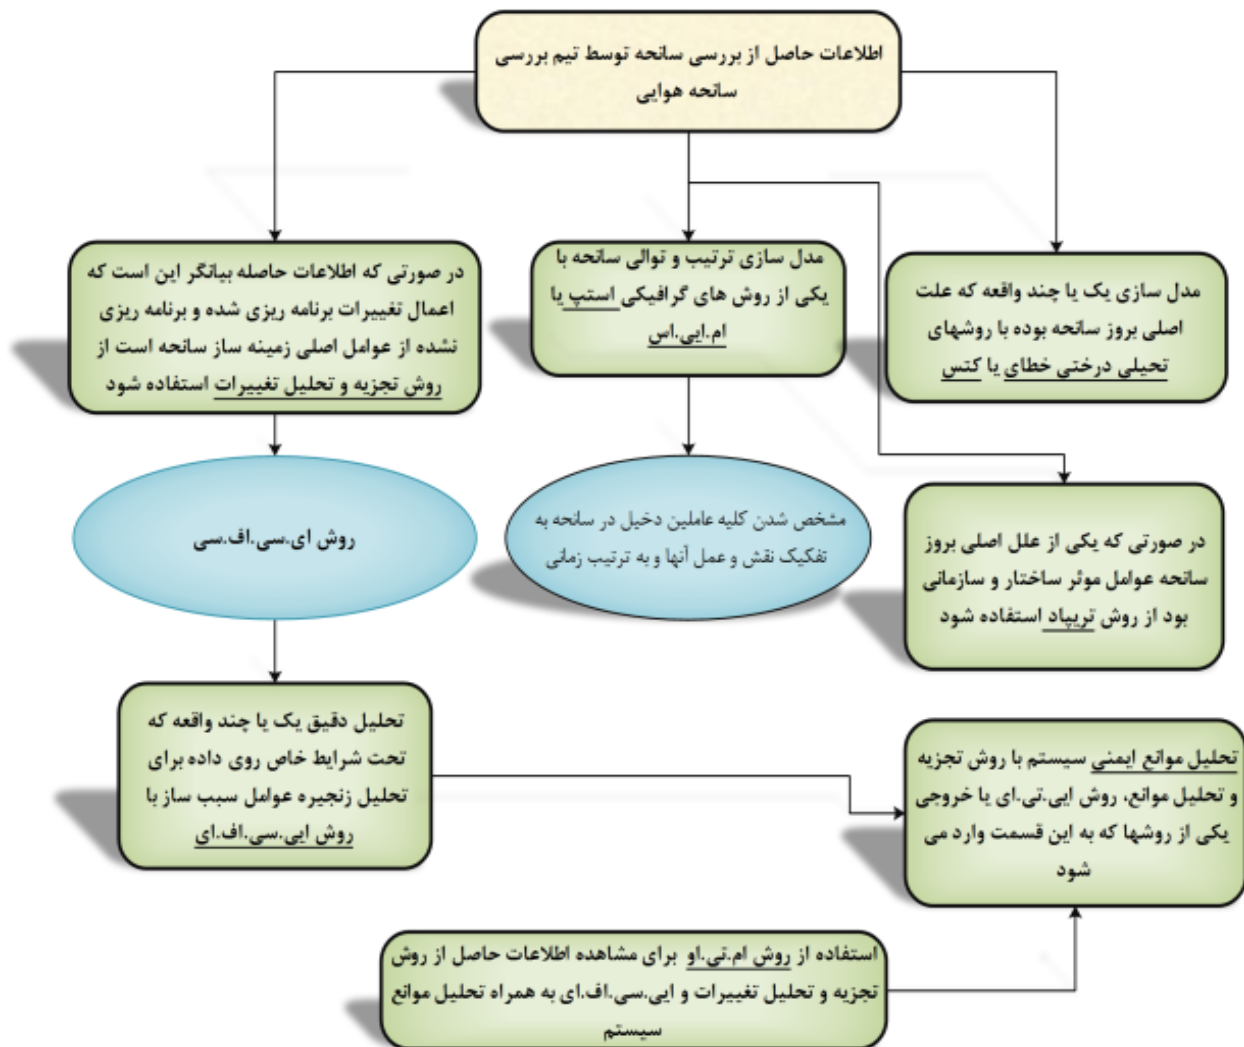 اطلاعات حاصل از بررسی سانحه توسط تیم بررسی
سانحه هوایی
مدل سازی یک یا چند واقعه که علت
اصلی بروز سانحه بوده با روشهای
تحیلی درختی خطای یا کتس
مدل سازی ترتیب و توالی سانحه با
یکی از روش های گرافیکی استپ یا
ام.ایی.اس
در صورتی که اطلاعات حاصله بیانگر این است که
اعمال تغییرات برنامه ریزی شده و برنامه ریزی
نشده از عوامل اصلی زمینه ساز سانحه است از
روش تجزیه و تحلیل تغییرات استفاده شود
در صورتی که یکی از علل اصلی بروز
سانحه عوامل موثر ساختار و سازمانی
بود از روش تریپاد استفاده شود
مشخص شدن کلیه عاملین دخیل در سانحه به
تفکیک نقش و عمل آنها و به ترتیب زمانی
روش ای.سی.اف.سی
تحلیل دقیق یک یا چند واقعه که
تحت شرایط خاص روی داده برای
تحلیل زنجیره عوامل سبب ساز با
روش ایی.سی.اف.ای
تحلیل موانع ایمنی سیستم با روش تجزیه
و تحلیل موانع، روش ایی.تی.ای یا خروجی
یکی از روشها که به این قسمت وارد می
شود
استفاده از روش ام.تی.او برای مشاهده اطلاعات حاصل از روش
تجزیه و تحلیل تغییرات و ایی.سی.اف.ای به همراه تحلیل موانع
سیستم